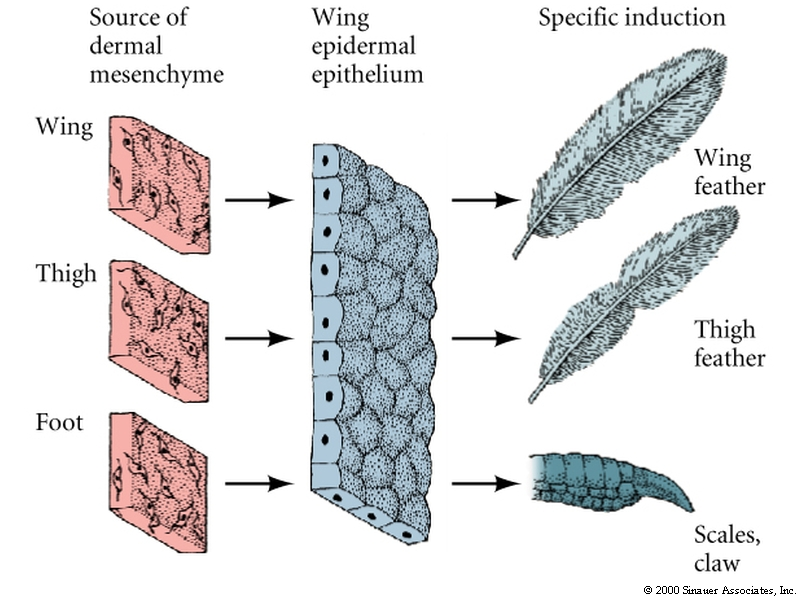 Source of
dermal
mesenchyme
Wing
epidermal
epithelium
Specific induction
Wing
Thigh
Foot
Wing
feather
Thigh
feather
Scales,
claw
© 2000 Sinauer Associates, Inc.